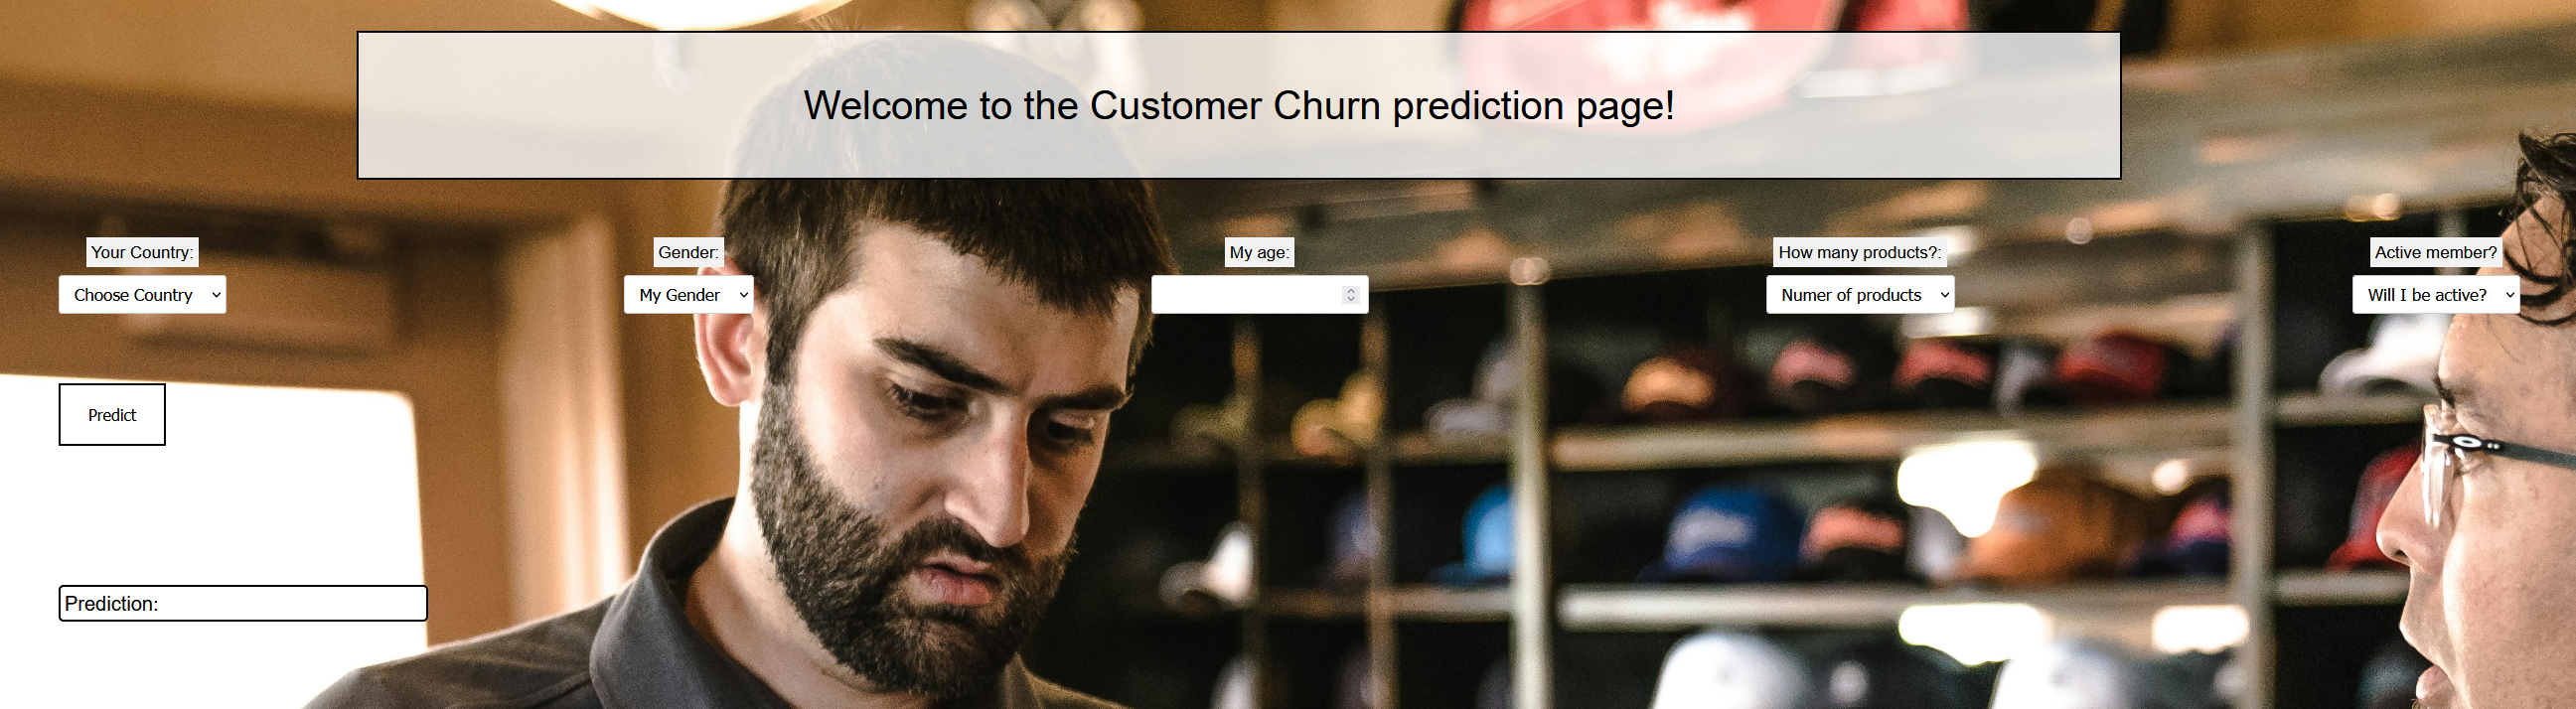 Welcome to the Customer Churn prediction page!
Your Country:
Gender:
My age:
How many products?:
Active member?
Choose Country
My Gender
Numer of products
Will I be active?
Predict
Prediction: